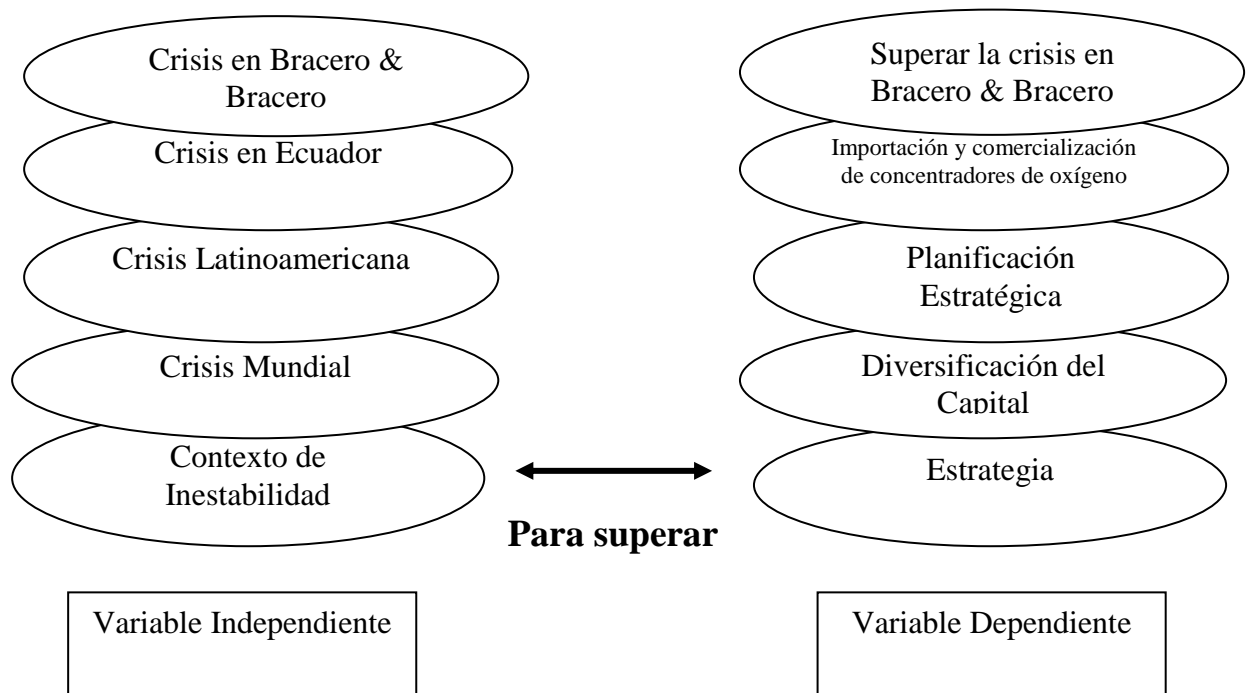 Crisis en Bracero &
Bracero
Crisis en Ecuador
Crisis Latinoamericana
Crisis Mundial
Contexto de
Inestabilidad
Para superar
Superar la crisis en
Bracero & Bracero
Importación y comercialización
de concentradores de oxígeno
Planificación
Estratégica
Diversificación del
Capital
Estrategia
Variable Independiente
Variable Dependiente